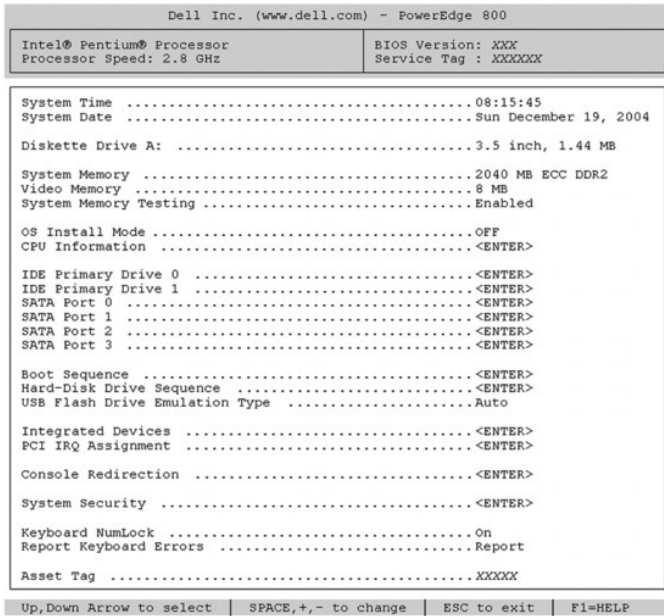 Dell Inc. (www.dell.com) - PowerEdge 800
Intel® Pentium® Processor
Processor Speed: 2.8 GHz
BIOS Version: XXX
Service Tag : XXXXXX
System Time ..........................................08:15:45
System Date ..........................................Sun December 19, 2004
Diskette Drive A: ....................................3.5 inch, 1.44 MB
System Memory ........................................2040 MB ECC DDR2
Video Memory .........................................8 MB
System Memory Testing ................................Enabled
OS Install Mode ......................................OFF
CPU Information ......................................<ENTER>
IDE Primary Drive 0 ..................................<ENTER>
IDE Primary Drive 1 ..................................<ENTER>
SATA Port 0 ..........................................<ENTER>
SATA Port 1 ..........................................<ENTER>
SATA Port 2 ..........................................<ENTER>
SATA Port 3 ..........................................<ENTER>
Boot Sequence ........................................<ENTER>
Hard-Disk Drive Sequence .............................<ENTER>
USB Flash Drive Emulation Type .......................Auto
Integrated Devices ...................................<ENTER>
PCI IRQ Assignment ...................................<ENTER>
Console Redirection ..................................<ENTER>
System Security ......................................<ENTER>
Keyboard NumLock .....................................On
Report Keyboard Errors ...............................Report
Asset Tag ............................................XXXXX
Up,Down Arrow to select | SPACE,+,- to change | ESC to exit | F1=HELP